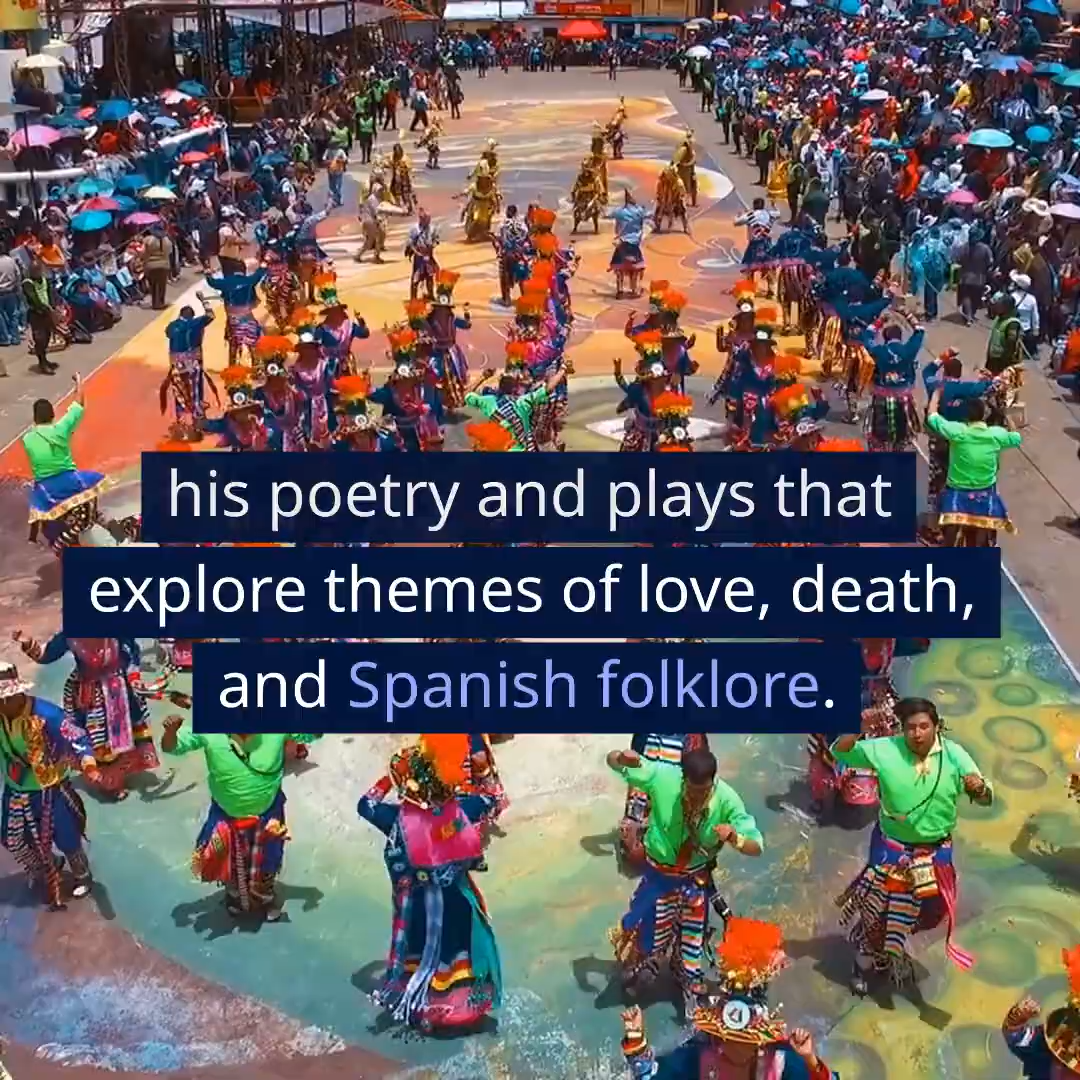 his poetry and plays that
explore themes of love, death,
and Spanish folklore.